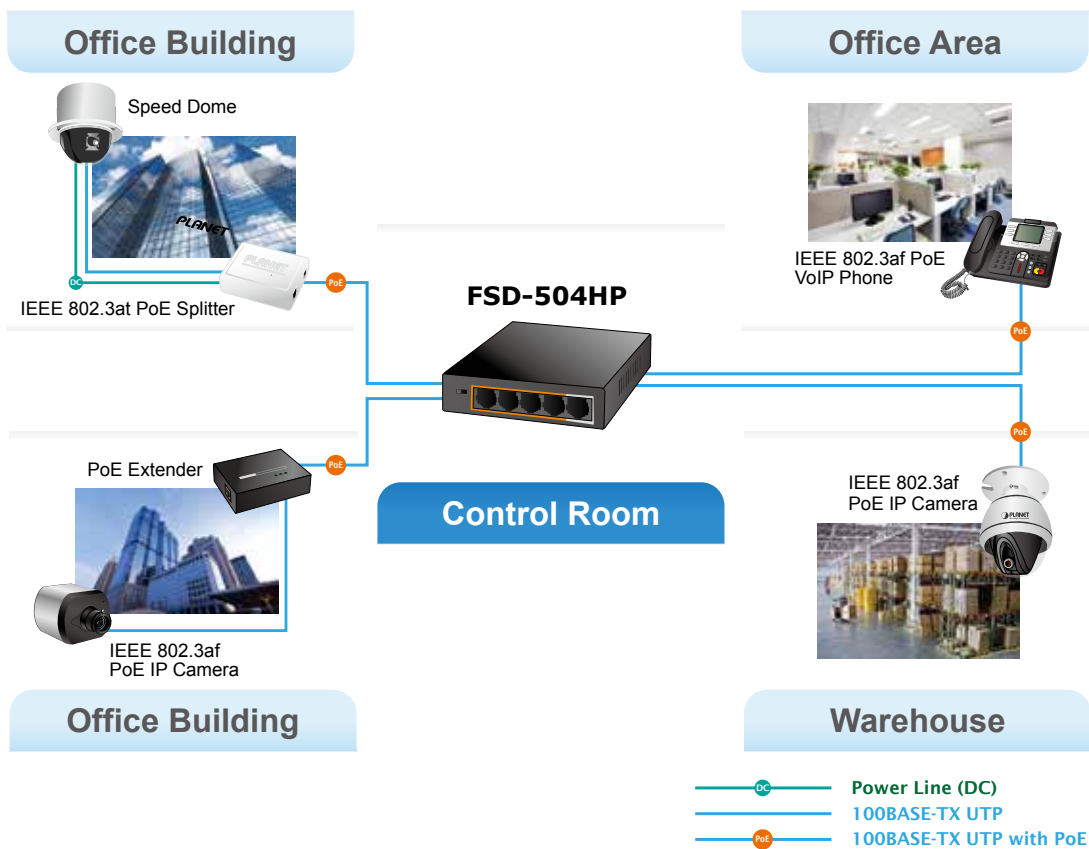 Office Building
Office Area
Speed Dome
PLANET
PLANET
DC
PoE
IEEE 802.3at PoE Splitter
IEEE 802.3af PoE
VoIP Phone
FSD-504HP
PoE
PoE Extender
PoE
PoE
IEEE 802.3af
PoE IP Camera
PLANET
Control Room
IEEE 802.3af
PoE IP Camera
Office Building
Warehouse
DC
Power Line (DC)
100BASE-TX UTP
PoE
100BASE-TX UTP with PoE